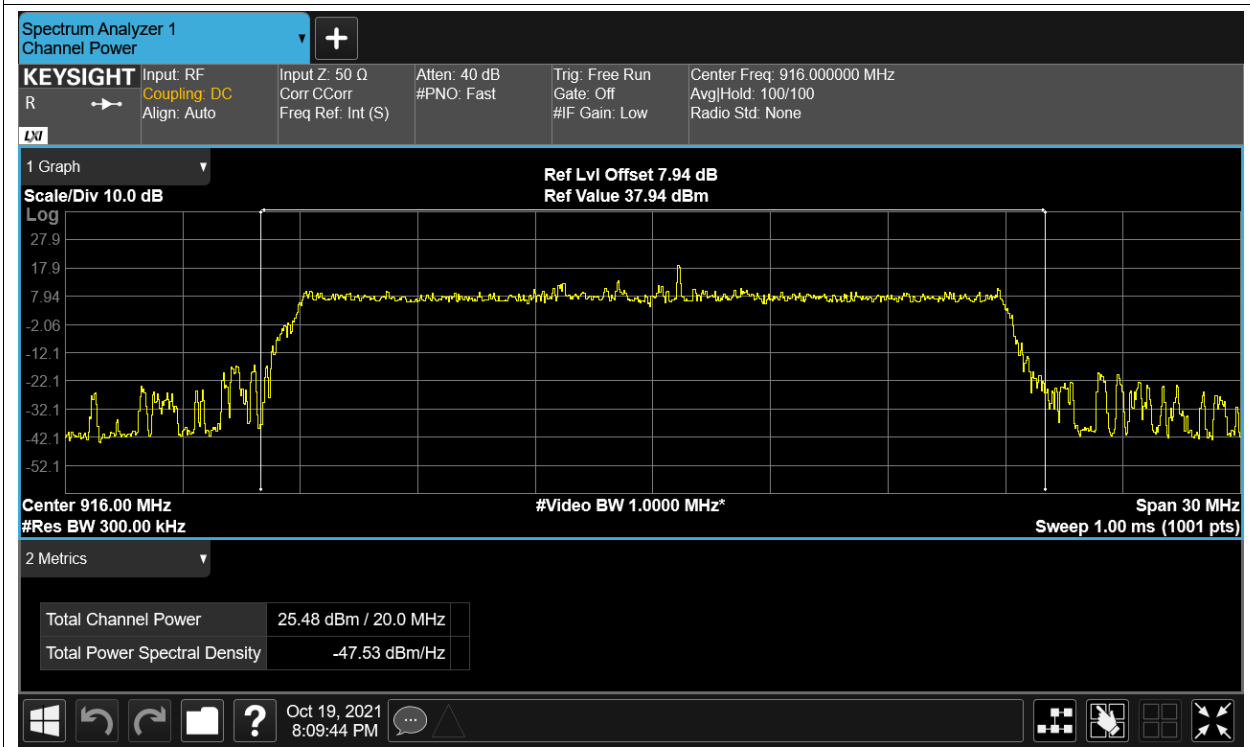 Spectrum Analyzer 1
Channel Power
KEYSIGHT
R
LXI
Input: RF
Coupling: DC
Align: Auto
Input Z: 50 Ω
Corr CCorr
Freq Ref: Int (S)
Atten: 40 dB
#PNO: Fast
Trig: Free Run
Gate: Off
#IF Gain: Low
Center Freq: 916.000000 MHz
Avg|Hold: 100/100
Radio Std: None
1 Graph
Scale/Div 10.0 dB
Ref Lvl Offset 7.94 dB
Ref Value 37.94 dBm
Log
27.9
17.9
7.94
-2.06
-12.1
-22.1
-32.1
-42.1
-52.1
Center 916.00 MHz
#Res BW 300.00 kHz
#Video BW 1.0000 MHz*
Span 30 MHz
Sweep 1.00 ms (1001 pts)
2 Metrics
Total Channel Power 25.48 dBm / 20.0 MHz
Total Power Spectral Density -47.53 dBm/Hz
?
Oct 19, 2021
8:09:44 PM